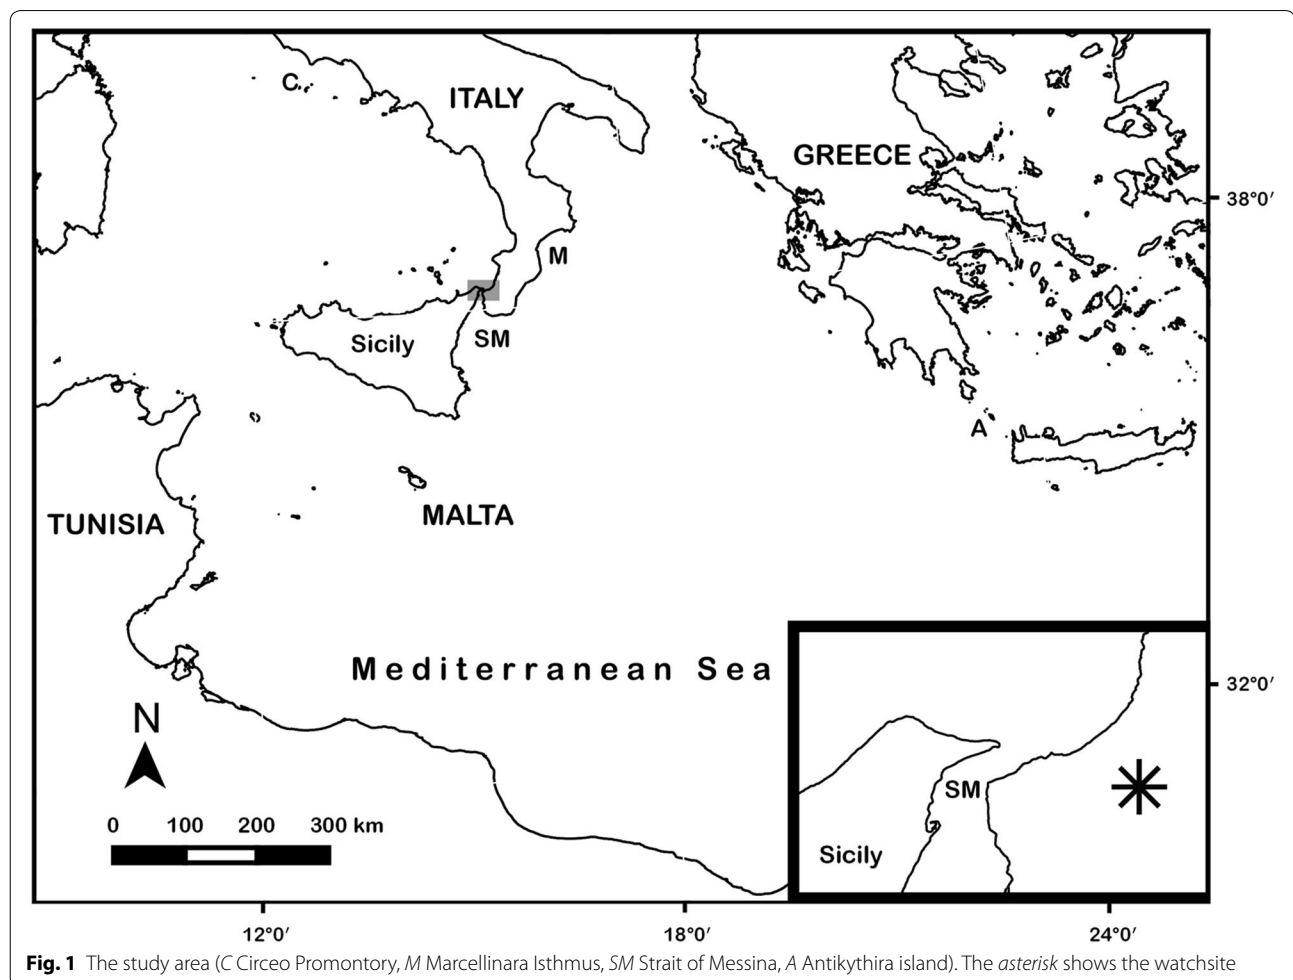 C
ITALY
GREECE
38°0′
M
Sicily
SM
A
TUNISIA
MALTA
Mediterranean Sea
32°0′
N
SM
0 100 200 300 km
Sicily
12°0′ 18°0′ 24°0′
Fig. 1 The study area (C Circeo Promontory, M Marcellinara Isthmus, SM Strait of Messina, A Antikythira island). The asterisk shows the watchsite